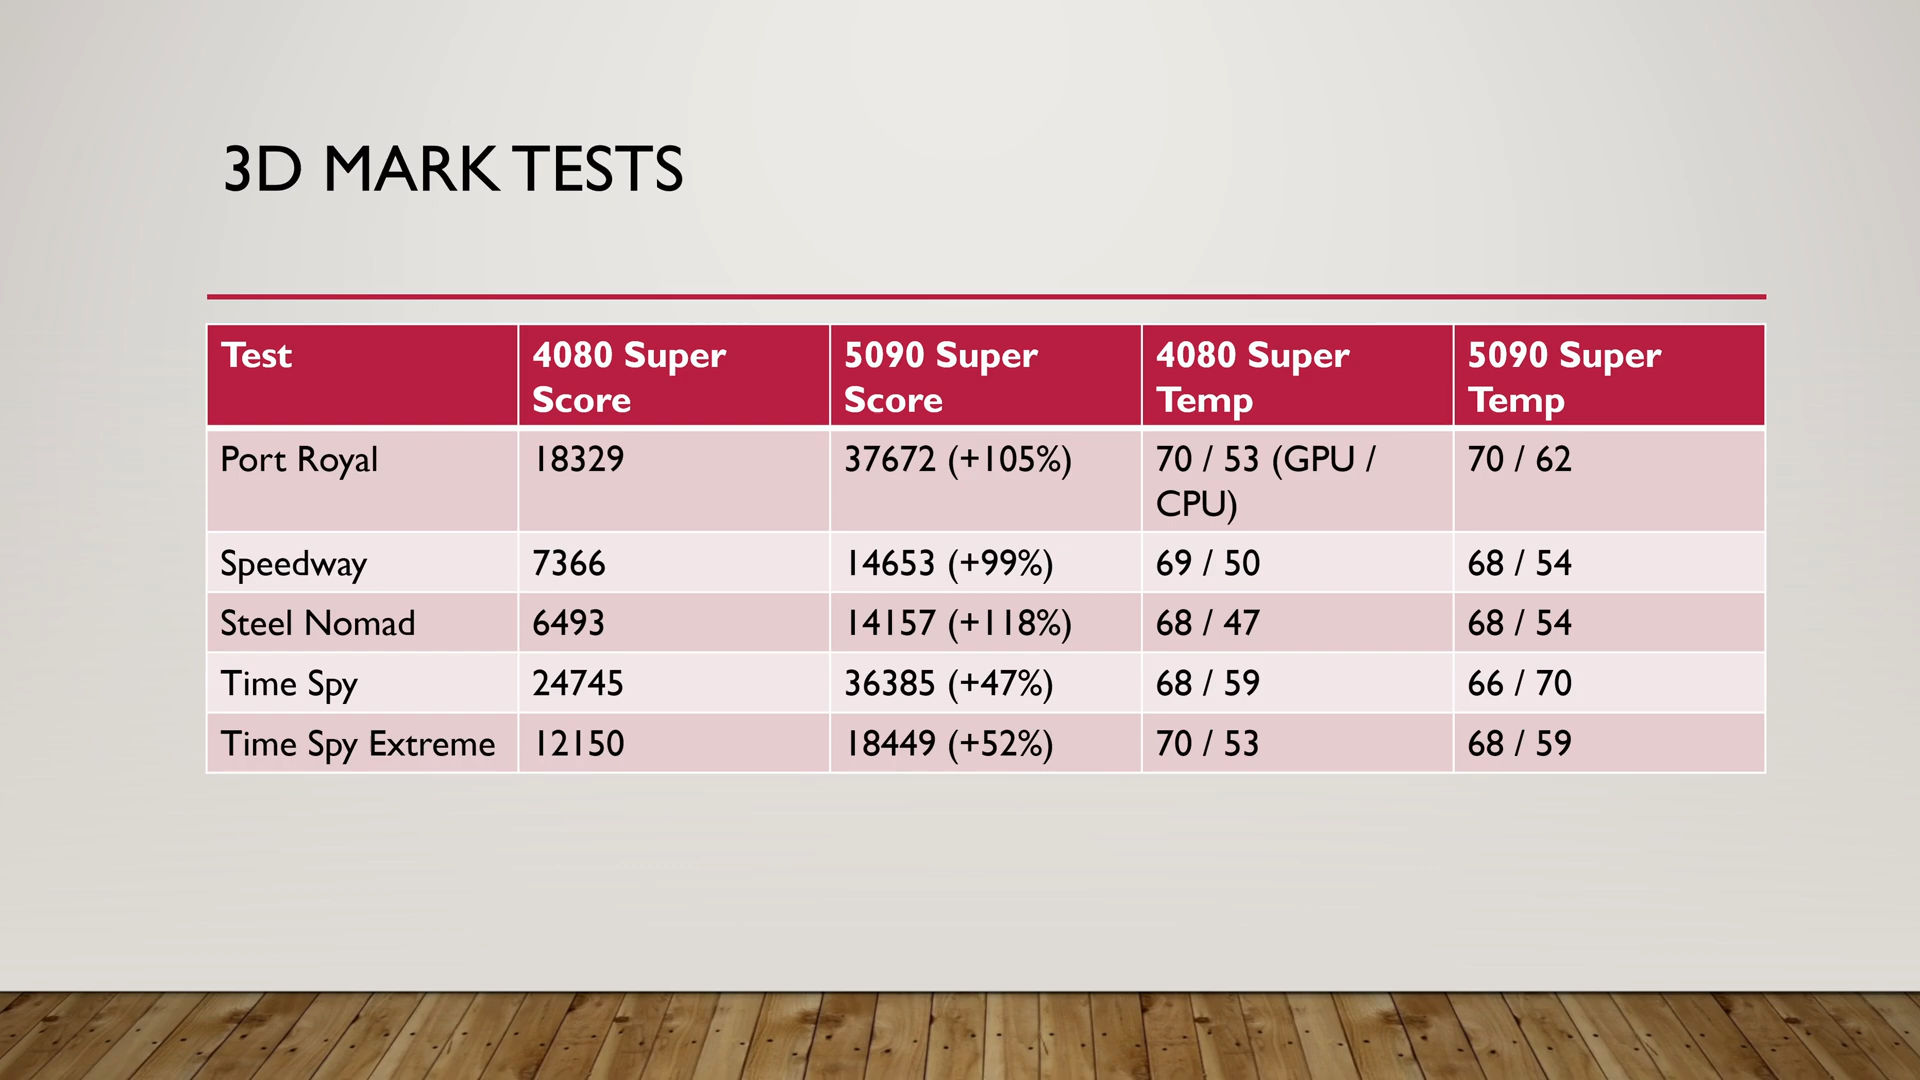 3D MARK TESTS
Test
4080 Super
Score
5090 Super
Score
4080 Super
Temp
5090 Super
Temp
Port Royal
18329
37672 (+105%)
70 / 53 (GPU /
CPU)
70 / 62
Speedway
7366
14653 (+99%)
69 / 50
68 / 54
Steel Nomad
6493
14157 (+118%)
68 / 47
68 / 54
Time Spy
24745
36385 (+47%)
68 / 59
66 / 70
Time Spy Extreme
12150
18449 (+52%)
70 / 53
68 / 59